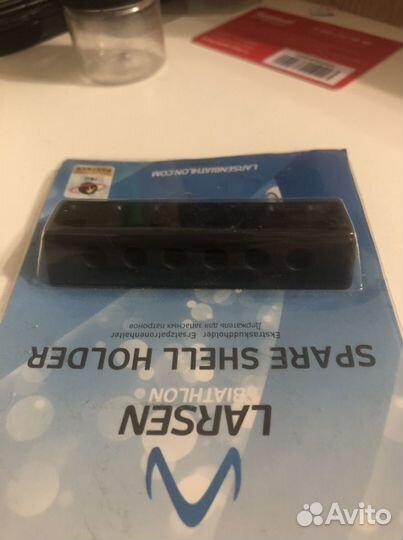 LARSEN
BIATHLON®
SPARE SHELL HOLDER
Ekstraskuddholder Ersatzpatronenhalter
Держатель для запасных патронов
LARSENBIATHLON.COM
Avito